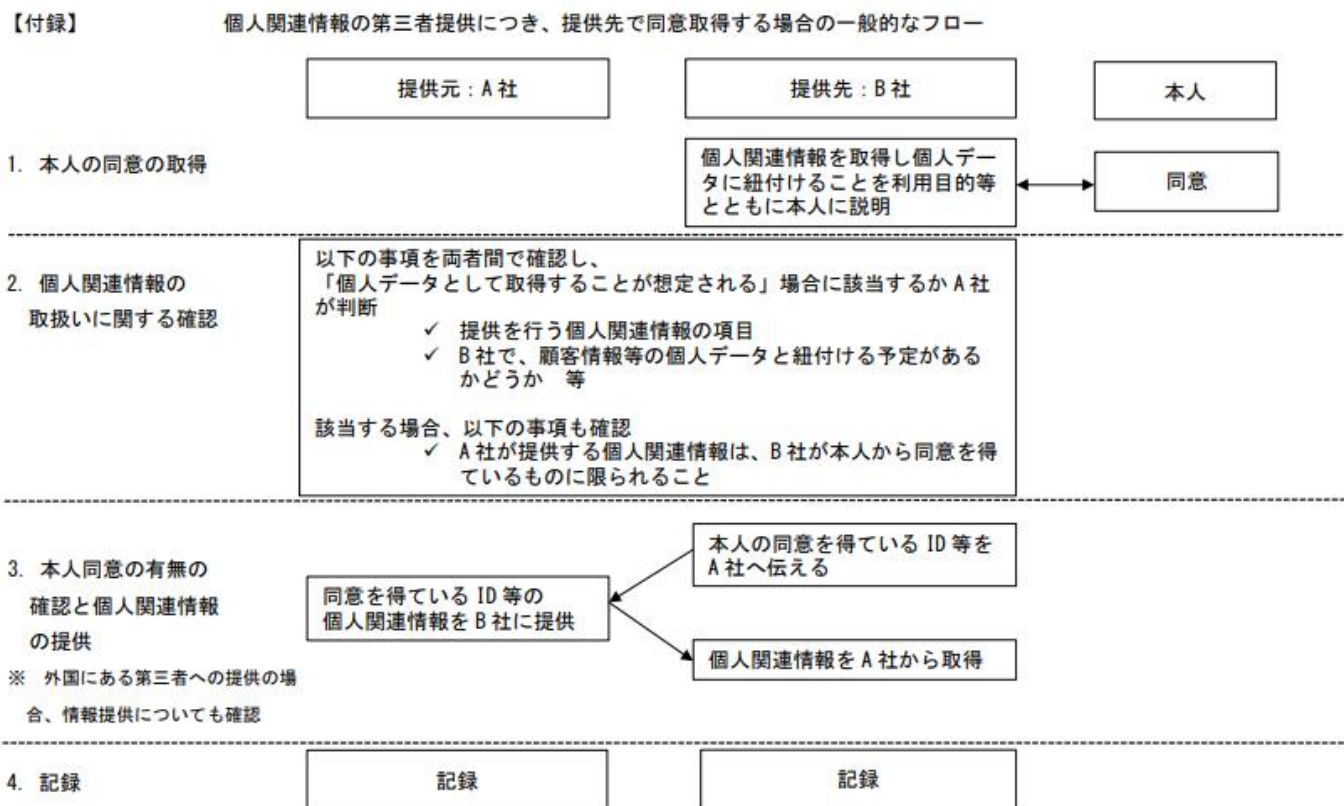 【付録】 個人関連情報の第三者提供につき、提供先で同意取得する場合の一般的なフロー
提供元：A社
提供先：B社
本人
1. 本人の同意の取得
個人関連情報を取得し個人デー
タに紐付けることを利用目的等
とともに本人に説明
同意
2. 個人関連情報の
取扱いに関する確認
以下の事項を両者間で確認し、
「個人データとして取得することが想定される」場合に該当するかA社
が判断
✓ 提供を行う個人関連情報の項目
✓ B社で、顧客情報等の個人データと紐付ける予定がある
かどうか 等
該当する場合、以下の事項も確認
✓ A社が提供する個人関連情報は、B社が本人から同意を得
ているものに限られること
3. 本人同意の有無の
確認と個人関連情報
の提供
※ 外国にある第三者への提供の場
合、情報提供についても確認
本人の同意を得ているID等を
A社へ伝える
同意を得ているID等の
個人関連情報をB社に提供
個人関連情報をA社から取得
4. 記録
記録
記録